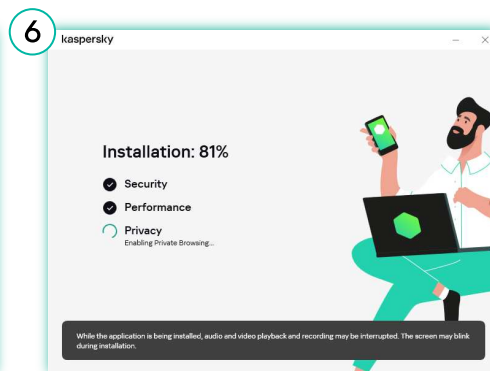 6
kaspersky
Installation: 81%
Security
Performance
Privacy
Enabling Private Browsing...
While the application is being installed, audio and video playback and recording may be interrupted. The screen may blink
during installation.